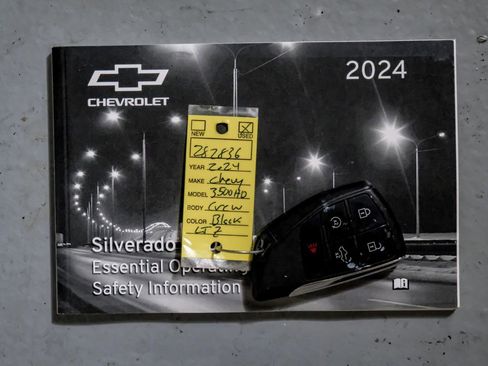 2024
CHEVROLET
NEW USED
282836
YEAR 2024
MAKE Chevy
MODEL 3500HD
BODY Crew
COLOR Black
LTZ
Silverado
Essential Operating
Safety Information